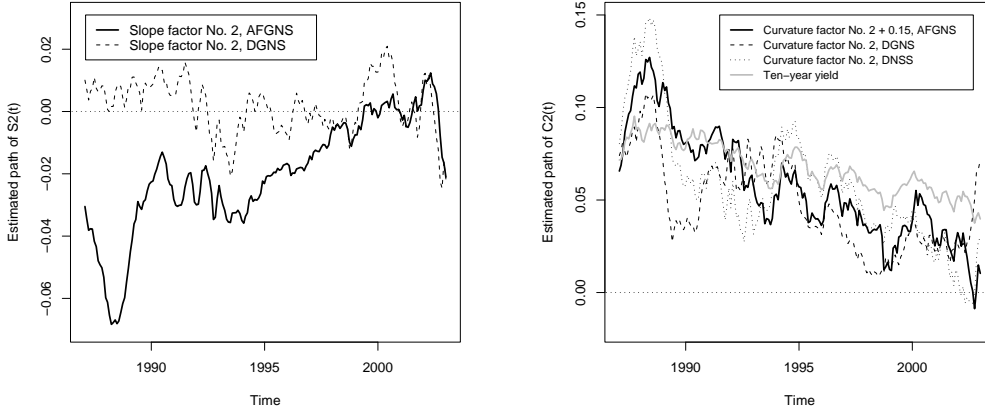 Slope factor No. 2, AFGNS
Slope factor No. 2, DGNS
0.02
0.00
−0.02
−0.04
−0.06
Estimated path of S2(t)
1990
1995
2000
Time
Curvature factor No. 2 + 0.15, AFGNS
Curvature factor No. 2, DGNS
Curvature factor No. 2, DNSS
Ten−year yield
0.15
0.10
0.05
0.00
Estimated path of C2(t)
1990
1995
2000
Time